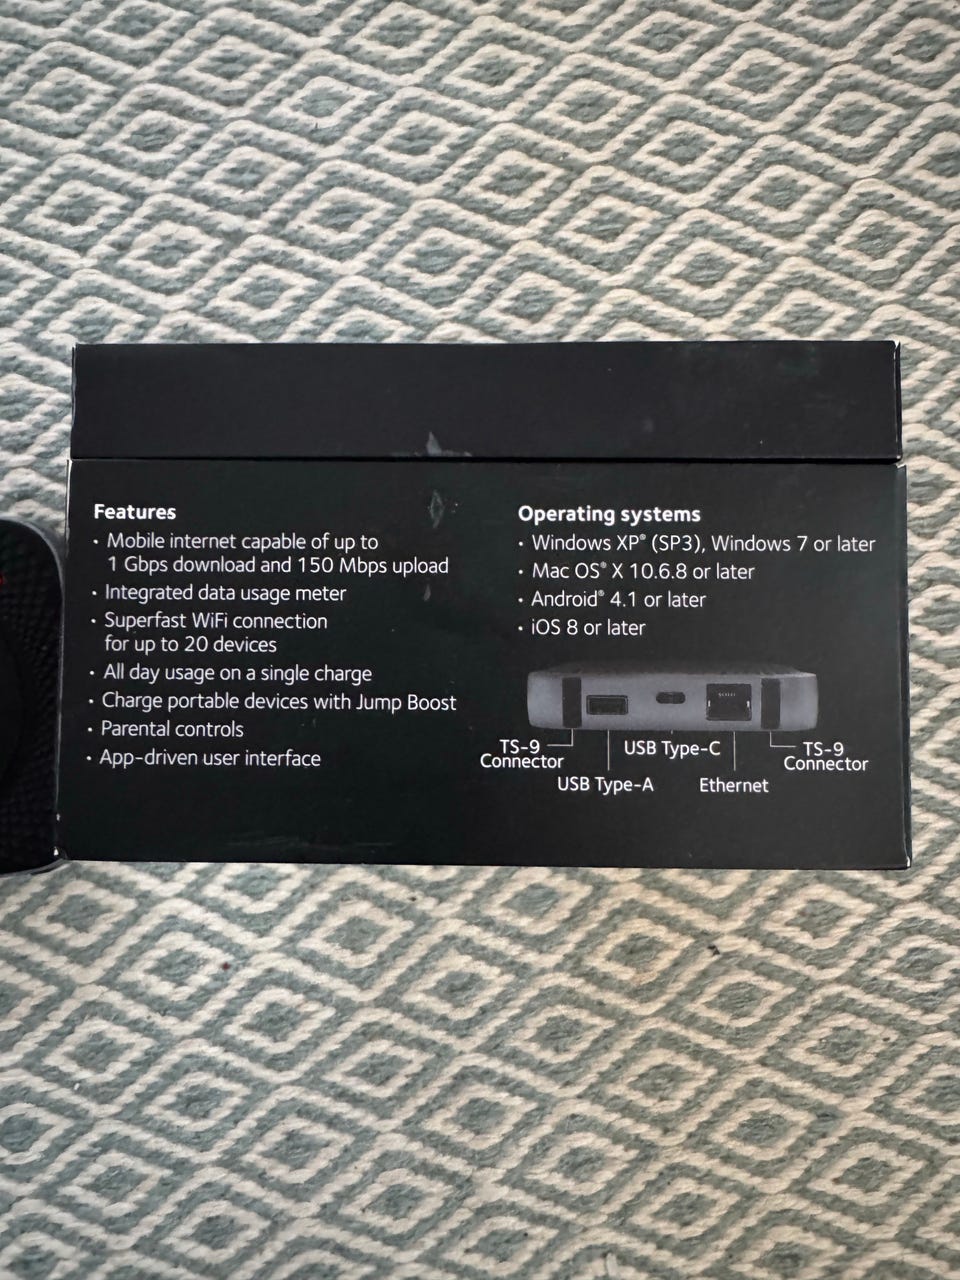 Features
• Mobile internet capable of up to
1 Gbps download and 150 Mbps upload
• Integrated data usage meter
• Superfast WiFi connection
for up to 20 devices
• All day usage on a single charge
• Charge portable devices with Jump Boost
• Parental controls
• App-driven user interface
Operating systems
• Windows XP® (SP3), Windows 7 or later
• Mac OS® X 10.6.8 or later
• Android® 4.1 or later
• iOS 8 or later
TS-9
Connector
USB Type-A
USB Type-C
Ethernet
TS-9
Connector